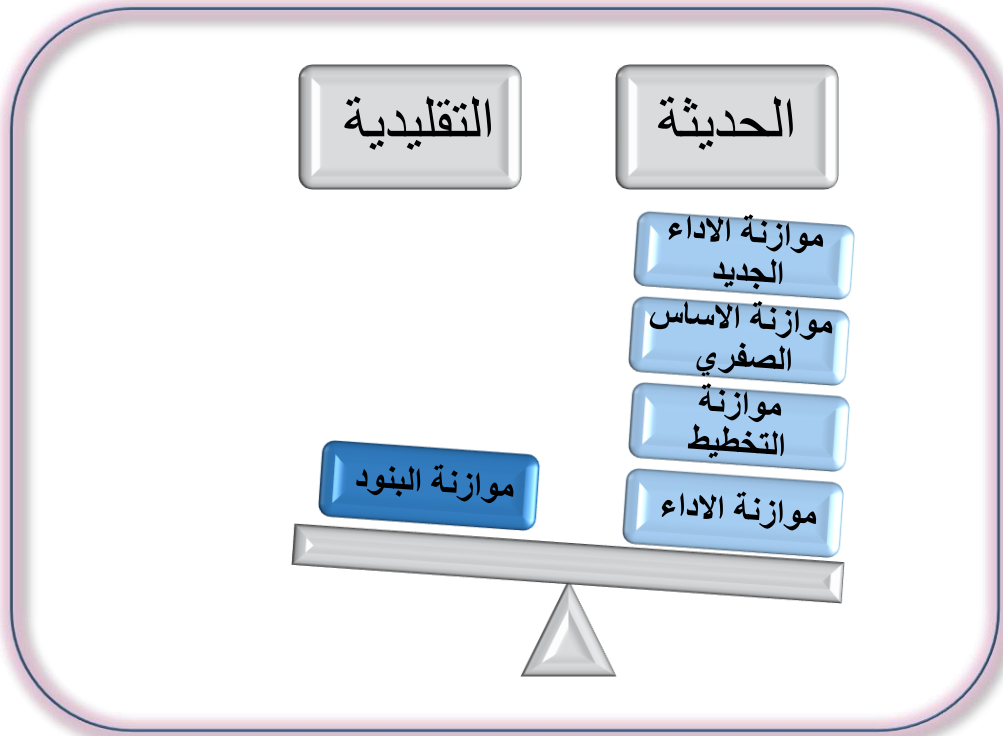 الحديثة
التقليدية
موازنة الاداء
الجديد
موازنة الاساس
الصفري
موازنة
التخطيط
موازنة الاداء
موازنة البنود